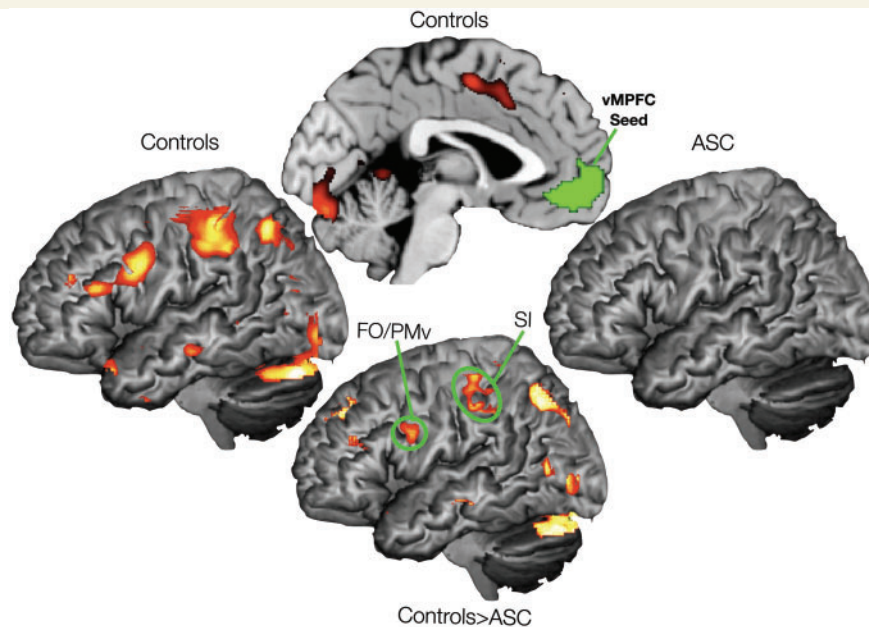 Controls
vMPFC
Seed
Controls
ASC
FO/PMv
SI
Controls>ASC